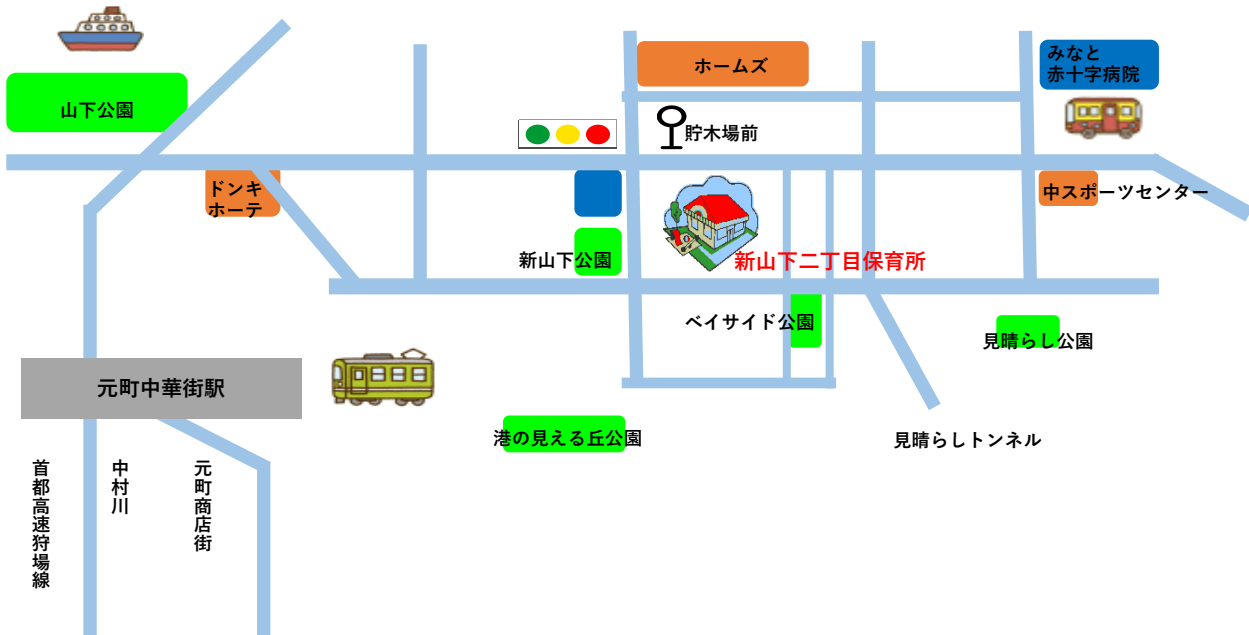 ホームズ
みなと
赤十字病院
山下公園
貯木場前
ドンキ
ホーテ
中スポーツセンター
新山下公園
新山下二丁目保育所
ベイサイド公園
見晴らし公園
元町中華街駅
港の見える丘公園
見晴らしトンネル
首都高速狩場線
中村川
元町商店街